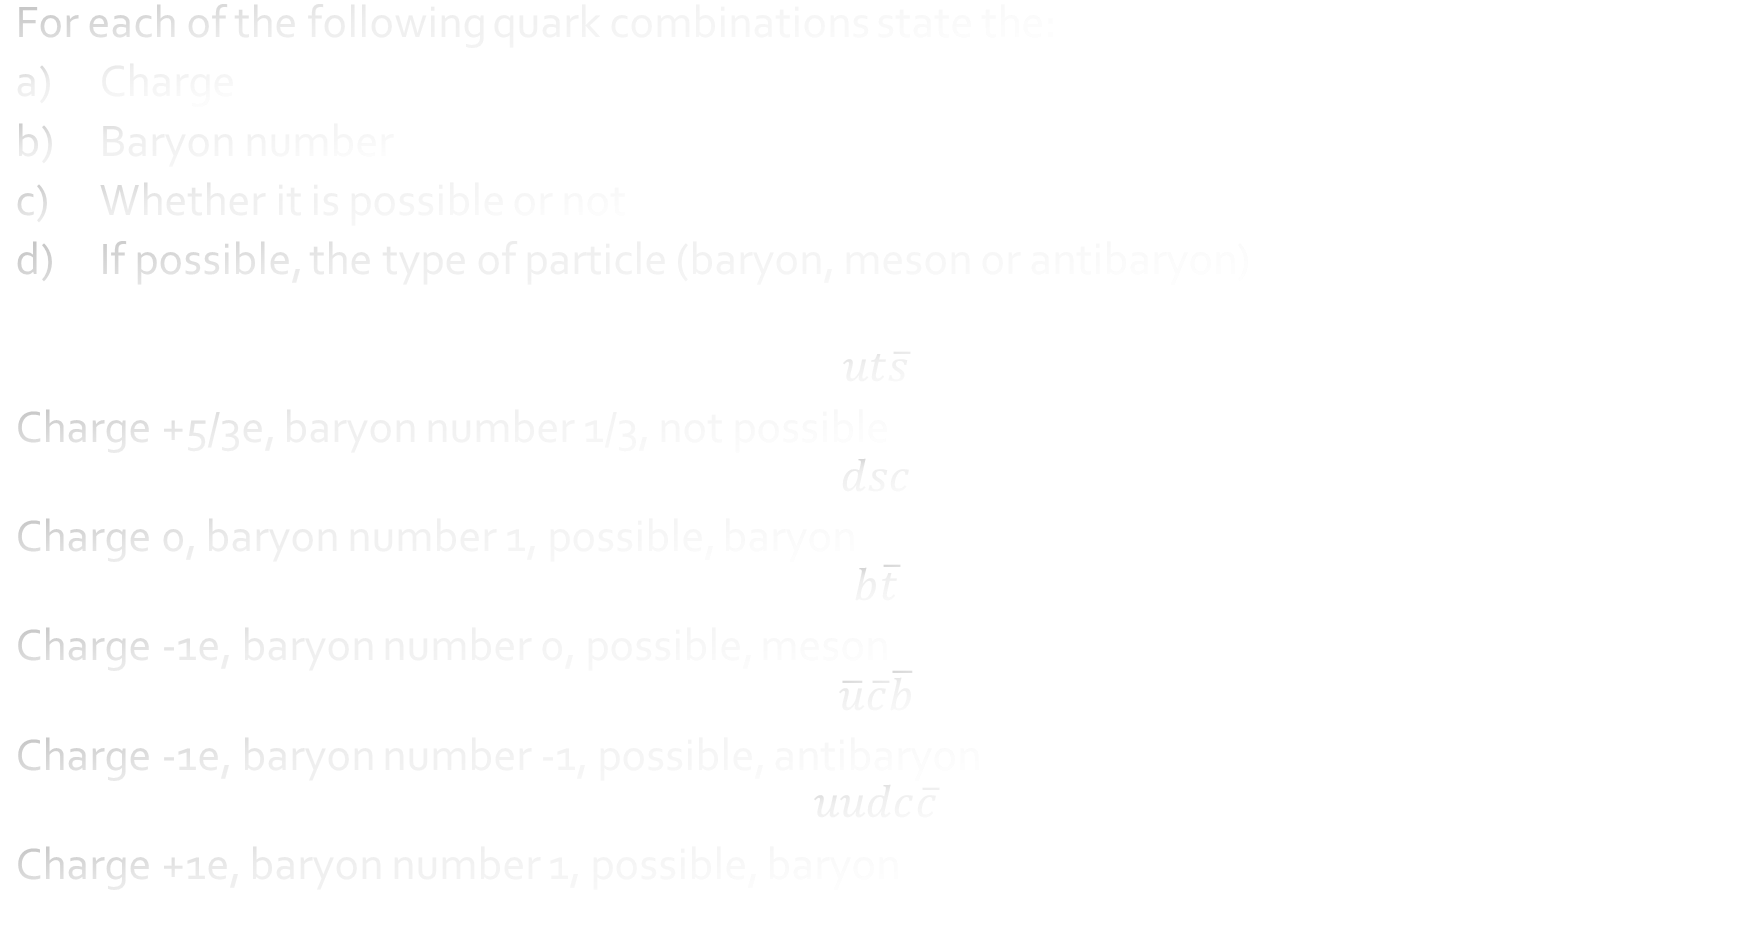 For each of the following quark combinations state the:
a) Charge
b) Baryon number
c) Whether it is possible or not
d) If possible, the type of particle (baryon, meson or antibaryon)
uts̅
Charge +5/3e, baryon number 1/3, not possible
dsc
Charge 0, baryon number 1, possible, baryon
bt̅
Charge -1e, baryon number 0, possible, meson
u̅c̅b̅
Charge -1e, baryon number -1, possible, antibaryon
uudcc̅
Charge +1e, baryon number 1, possible, baryon